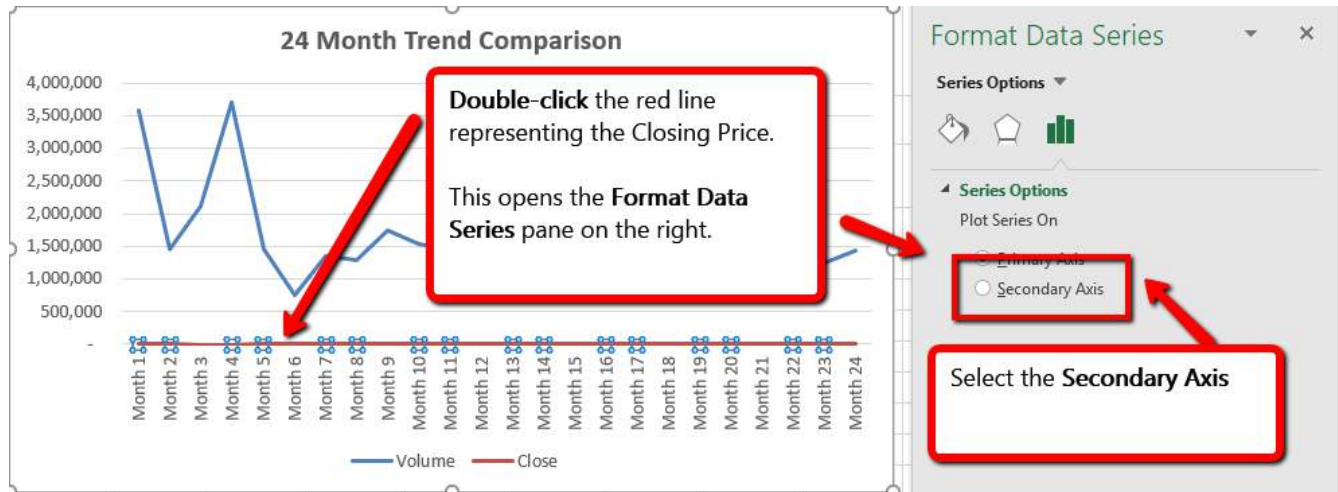 24 Month Trend Comparison
4,000,000
3,500,000
3,000,000
2,500,000
2,000,000
1,500,000
1,000,000
500,000
-
Month 1
Month 2
Month 3
Month 4
Month 5
Month 6
Month 7
Month 8
Month 9
Month 10
Month 11
Month 12
Month 13
Month 14
Month 15
Month 16
Month 17
Month 18
Month 19
Month 20
Month 21
Month 22
Month 23
Month 24
Volume
Close
Double-click the red line
representing the Closing Price.
This opens the Format Data
Series pane on the right.
Format Data Series
Series Options
Series Options
Plot Series On
Primary Axis
Secondary Axis
Select the Secondary Axis